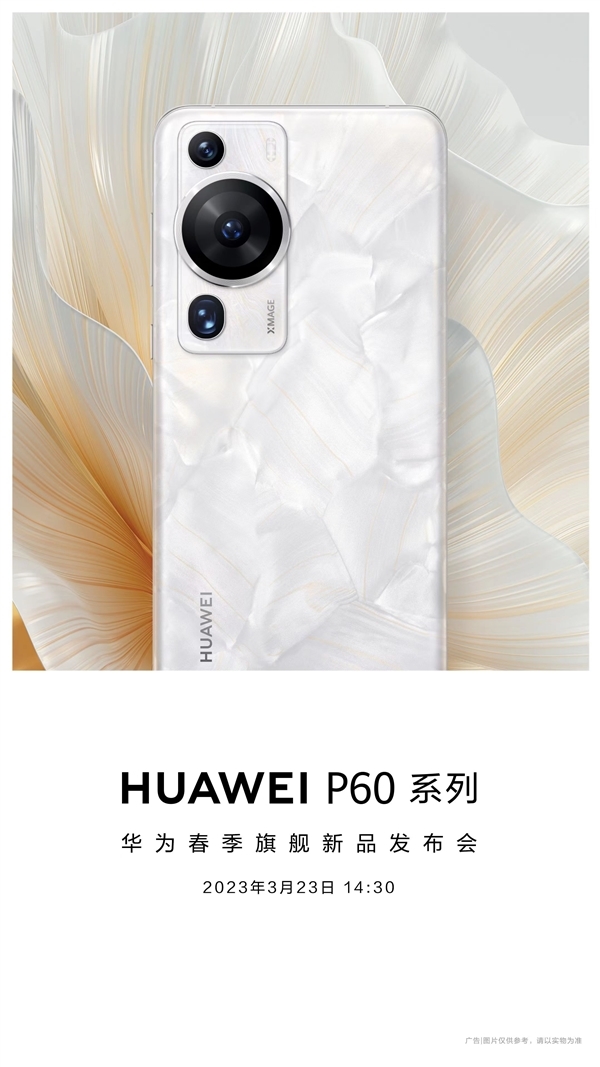 XMAGE
HUAWEI
HUAWEI P60 系列
华为春季旗舰新品发布会
2023年3月23日 14:30
广告|图片仅供参考，请以实物为准